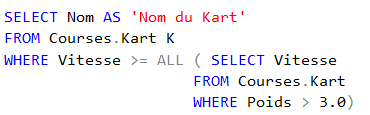 SELECT Nom AS 'Nom du Kart'
FROM Courses.Kart K
WHERE Vitesse >= ALL ( SELECT Vitesse
FROM Courses.Kart
WHERE Poids > 3.0)